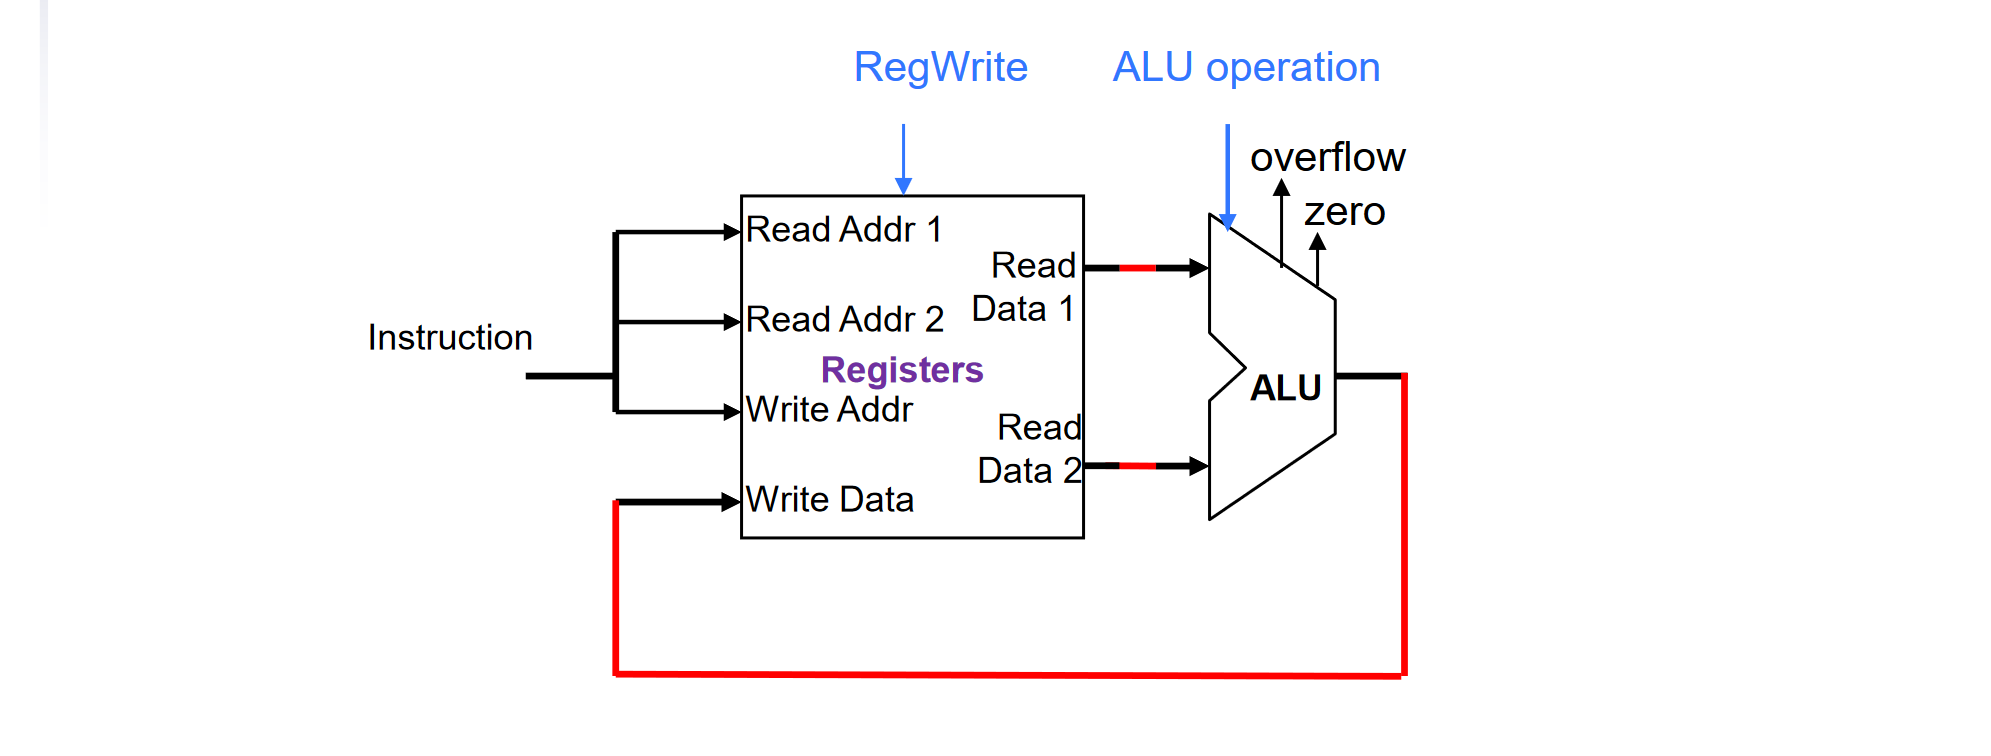 RegWrite
ALU operation
overflow
zero
Read Addr 1
Read
Data 1
Read Addr 2
Instruction
Registers
ALU
Write Addr
Read
Data 2
Write Data